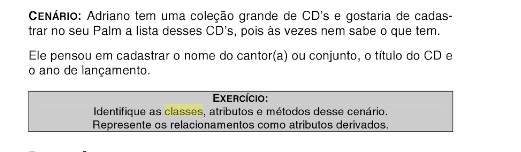 CENÁRIO: Adriano tem uma coleção grande de CD's e gostaria de cadas-
trar no seu Palm a lista desses CD's, pois às vezes nem sabe o que tem.
Ele pensou em cadastrar o nome do cantor(a) ou conjunto, o título do CD e
o ano de lançamento.
EXERCÍCIO:
Identifique as classes, atributos e métodos desse cenário.
Represente os relacionamentos como atributos derivados.